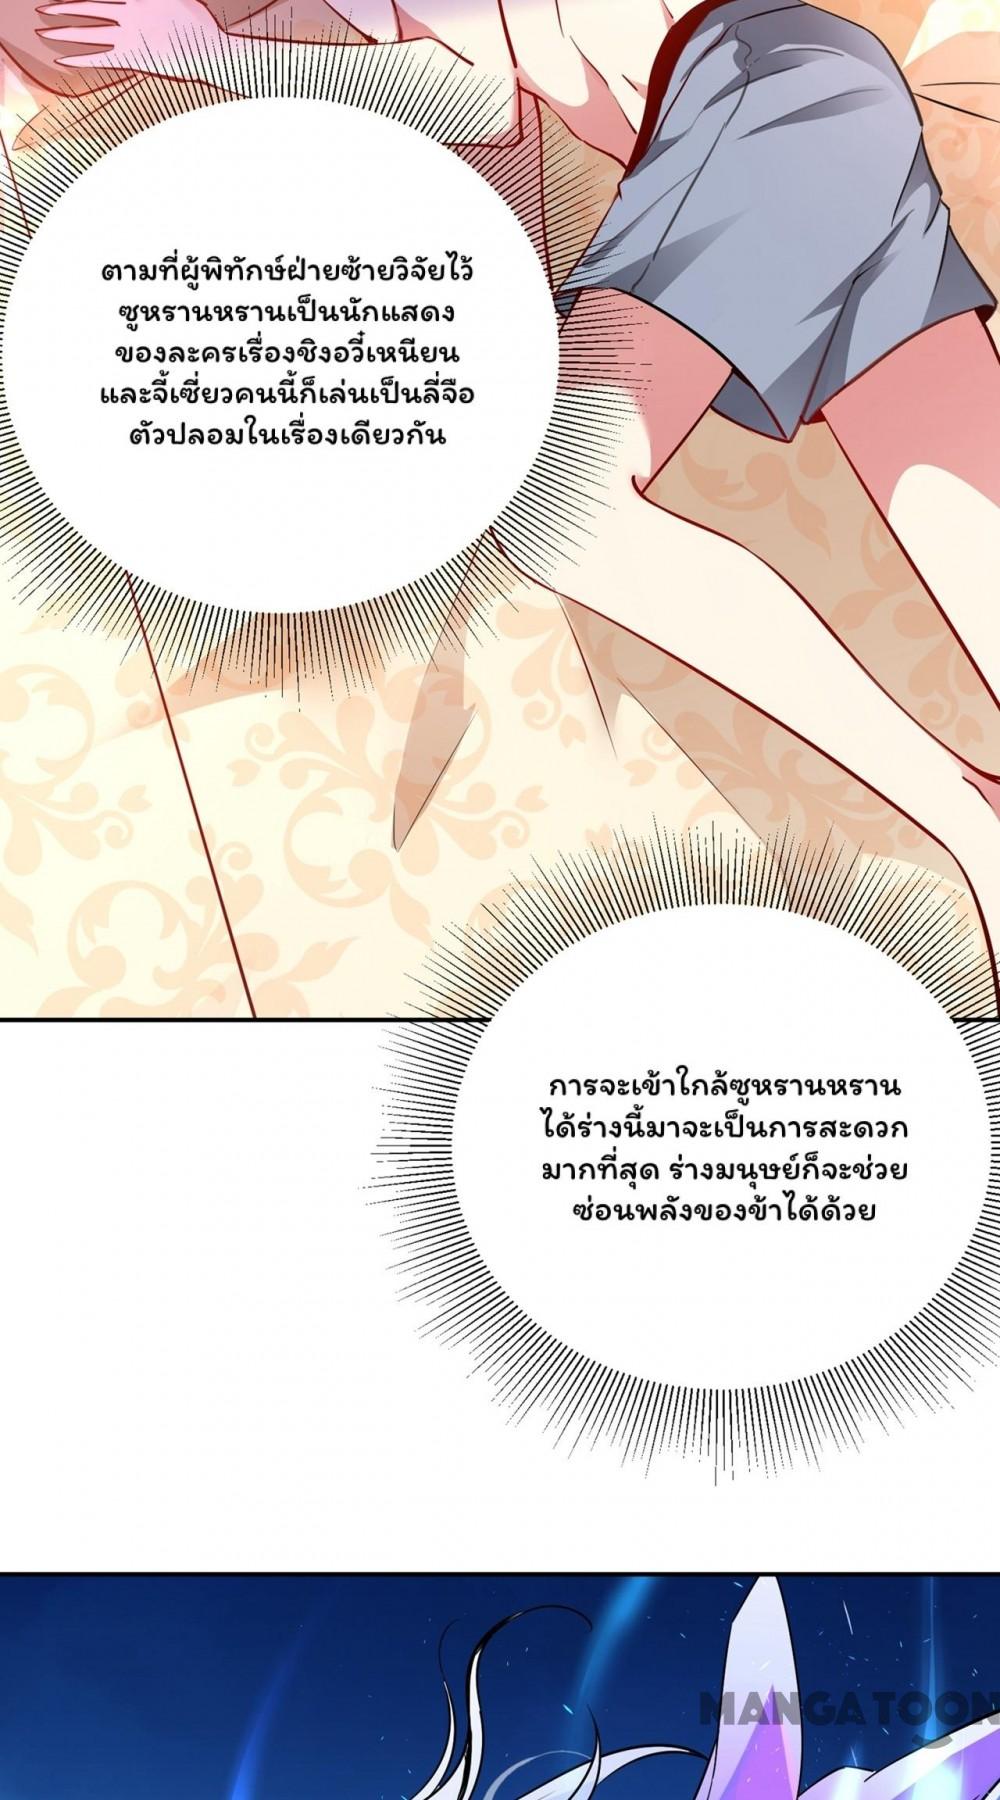 ตามที่ผู้พิทักษ์ฝ่ายซ้ายวิจัยไว้
ซูหรานหรานเป็นนักแสดง
ของละครเรื่องชิงอวี๋เหนียน
และจี้เซี่ยวคนนี้ก็เล่นเป็นลี่จือ
ตัวปลอมในเรื่องเดียวกัน
การจะเข้าใกล้ซูหรานหราน
ได้ร่างนี้มาจะเป็นการสะดวก
มากที่สุด ร่างมนุษย์ก็จะช่วย
ซ่อนพลังของข้าได้ด้วย
MANGATOON